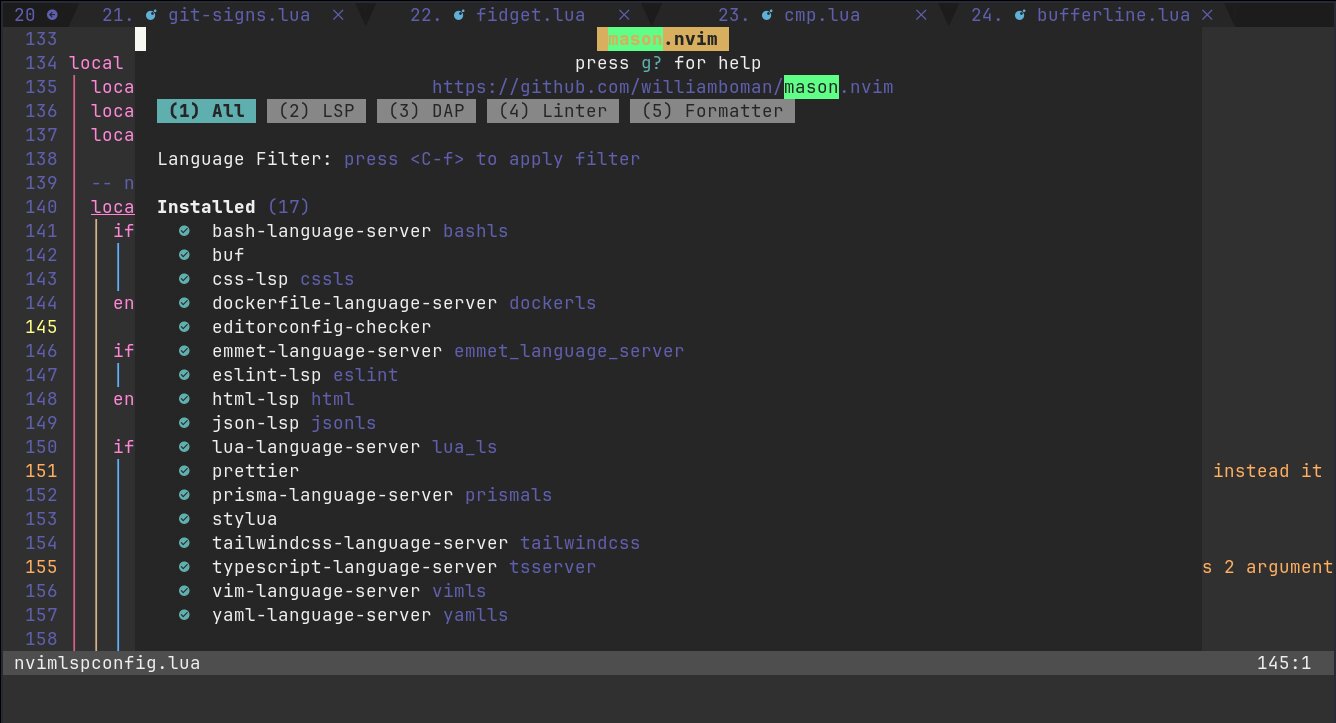 20 21. git-signs.lua × 22. fidget.lua × 23. cmp.lua × 24. bufferline.lua ×
133 mason.nvim
134 local press g? for help
135 loca https://github.com/williamboman/mason.nvim
136 loca (1) All (2) LSP (3) DAP (4) Linter (5) Formatter
137 loca
138 Language Filter: press <C-f> to apply filter
139 -- n
140 loca Installed (17)
141 if bash-language-server bashls
142 buf
143 css-lsp cssls
144 en dockerfile-language-server dockerls
145 editorconfig-checker
146 if emmet-language-server emmet_language_server
147 eslint-lsp eslint
148 en html-lsp html
149 json-lsp jsonls
150 if lua-language-server lua_ls
151 prettier instead it
152 prisma-language-server prismals
153 stylua
154 tailwindcss-language-server tailwindcss
155 typescript-language-server tsserver s 2 argument
156 vim-language-server vimls
157 yaml-language-server yamlls
158
nvimlspconfig.lua 145:1